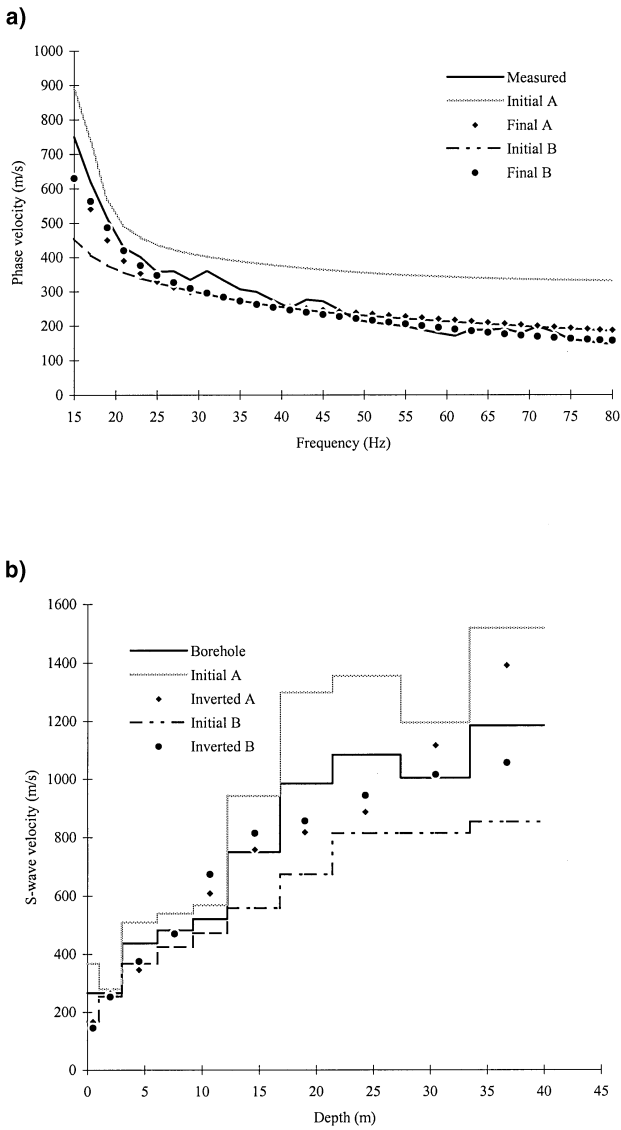 a)
1000
900
800
700
600
500
400
300
200
100
0
Phase velocity (m/s)
15 20 25 30 35 40 45 50 55 60 65 70 75 80
Frequency (Hz)
Measured
Initial A
Final A
Initial B
Final B
b)
1600
1400
1200
1000
800
600
400
200
0
S-wave velocity (m/s)
0 5 10 15 20 25 30 35 40 45
Depth (m)
Borehole
Initial A
Inverted A
Initial B
Inverted B